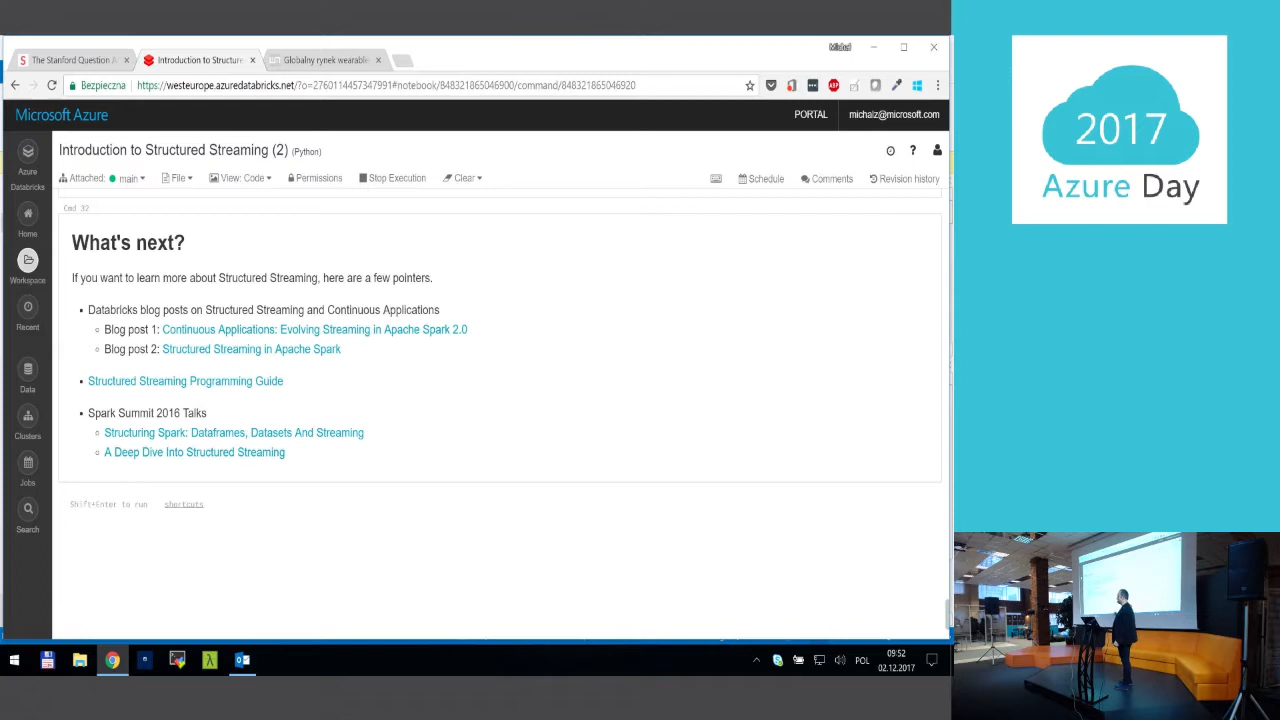 The Stanford Question A
Introduction to Structure
Globalny rynek wearable
Michal
Bezpieczna
https://westeurope.azuredatabricks.net/?o=2760114457347991#notebook/848321865046900/command/848321865046920
Microsoft Azure
PORTAL
michalz@microsoft.com
Azure
Databricks
Home
Workspace
Recent
Data
Clusters
Jobs
Search
Introduction to Structured Streaming (2) (Python)
Attached: main
File
View: Code
Permissions
Stop Execution
Clear
Schedule
Comments
Revision history
Cmd 32
What's next?
If you want to learn more about Structured Streaming, here are a few pointers.
Databricks blog posts on Structured Streaming and Continuous Applications
Blog post 1: Continuous Applications: Evolving Streaming in Apache Spark 2.0
Blog post 2: Structured Streaming in Apache Spark
Structured Streaming Programming Guide
Spark Summit 2016 Talks
Structuring Spark: Dataframes, Datasets And Streaming
A Deep Dive Into Structured Streaming
Shift+Enter to run shortcuts
POL
09:52
02.12.2017
2017
Azure Day